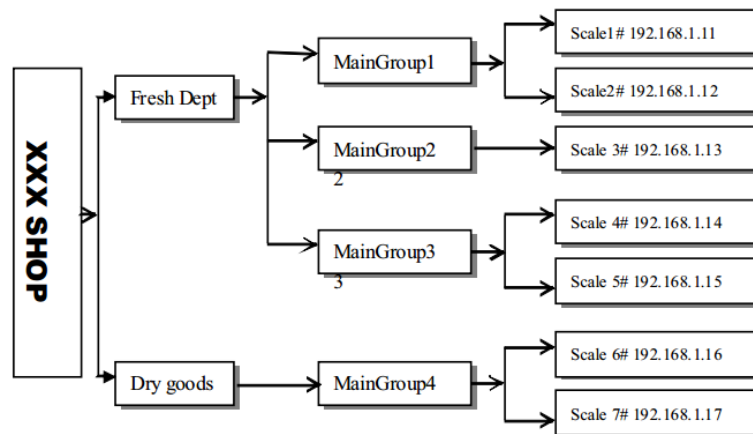 XXX SHOP
Fresh Dept
Dry goods
MainGroup1
MainGroup2
2
MainGroup3
3
MainGroup4
Scale1# 192.168.1.11
Scale2# 192.168.1.12
Scale 3# 192.168.1.13
Scale 4# 192.168.1.14
Scale 5# 192.168.1.15
Scale 6# 192.168.1.16
Scale 7# 192.168.1.17